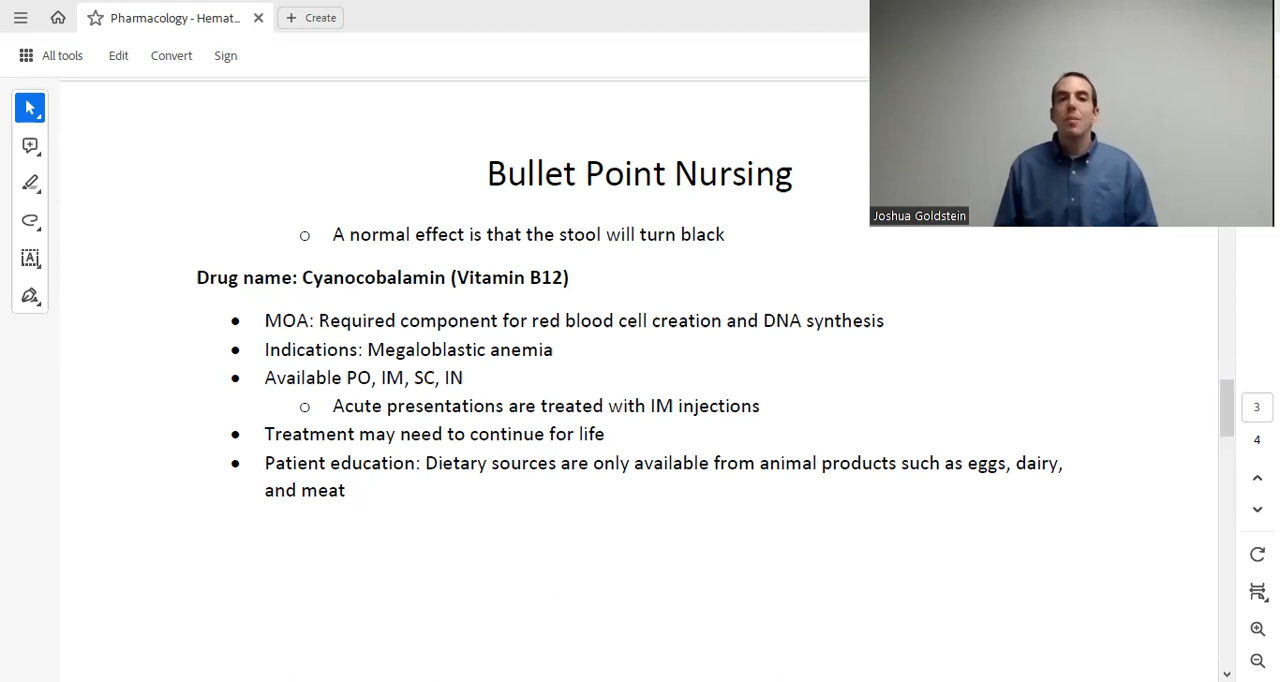 Pharmacology - Hemat...
Create
All tools
Edit
Convert
Sign
Joshua Goldstein
Bullet Point Nursing
A normal effect is that the stool will turn black
Drug name: Cyanocobalamin (Vitamin B12)
MOA: Required component for red blood cell creation and DNA synthesis
Indications: Megaloblastic anemia
Available PO, IM, SC, IN
Acute presentations are treated with IM injections
Treatment may need to continue for life
Patient education: Dietary sources are only available from animal products such as eggs, dairy,
and meat
3
4